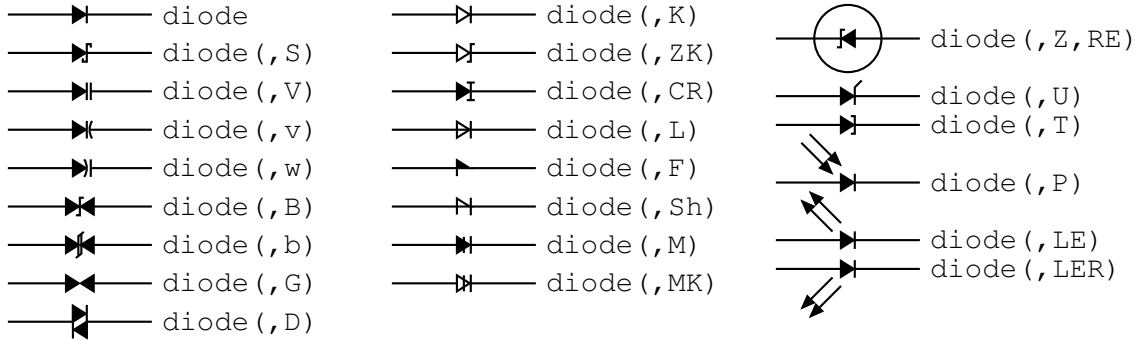 diode
diode(,S)
diode(,V)
diode(,v)
diode(,w)
diode(,B)
diode(,b)
diode(,G)
diode(,D)
diode(,K)
diode(,ZK)
diode(,CR)
diode(,L)
diode(,F)
diode(,Sh)
diode(,M)
diode(,MK)
diode(,Z,RE)
diode(,U)
diode(,T)
diode(,P)
diode(,LE)
diode(,LER)